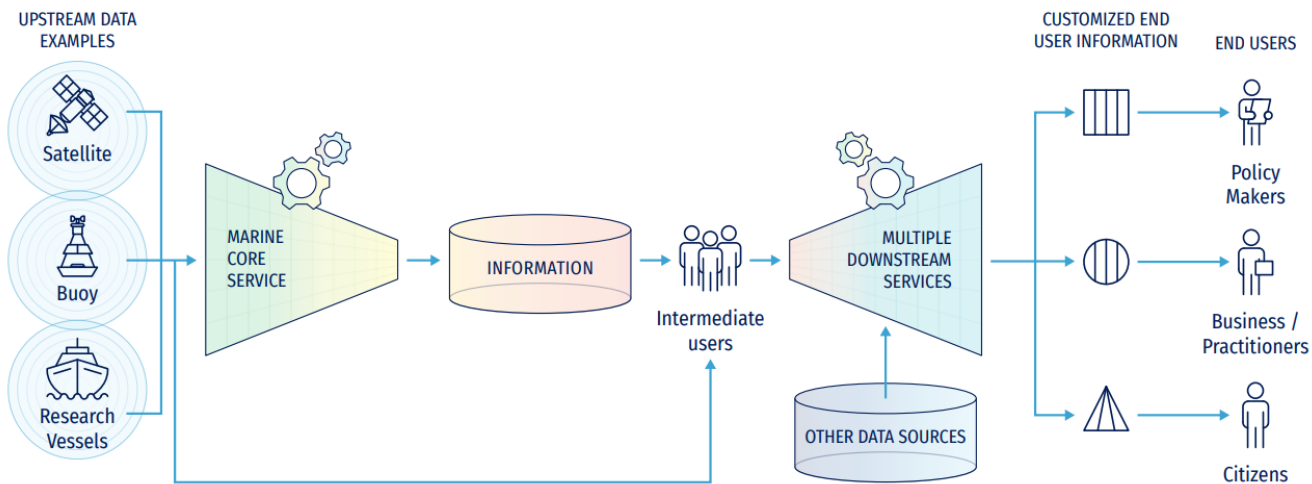 UPSTREAM DATA
EXAMPLES
Satellite
Buoy
Research
Vessels
MARINE
CORE
SERVICE
INFORMATION
Intermediate
users
MULTIPLE
DOWNSTREAM
SERVICES
OTHER DATA SOURCES
CUSTOMIZED END
USER INFORMATION
END USERS
Policy
Makers
Business /
Practitioners
Citizens